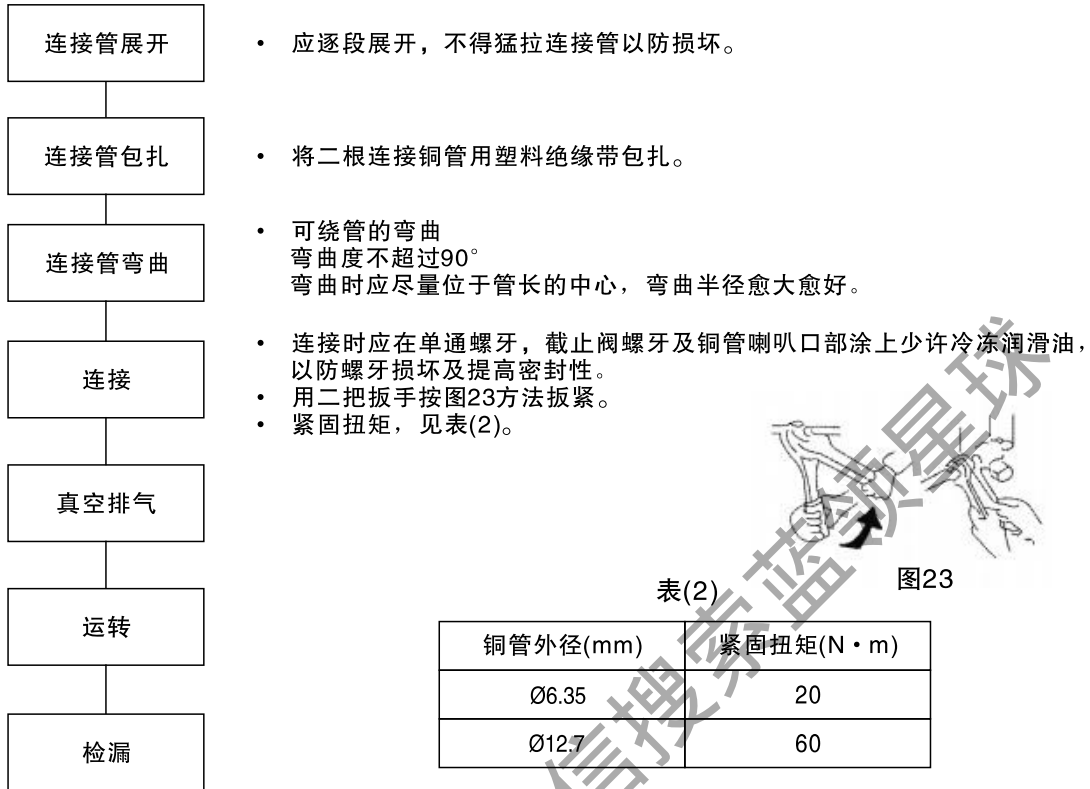 连接管展开
• 应逐段展开，不得猛拉连接管以防损坏。
连接管包扎
• 将二根连接铜管用塑料绝缘带包扎。
连接管弯曲
• 可绕管的弯曲
弯曲度不超过90°
弯曲时应尽量位于管长的中心，弯曲半径愈大愈好。
连接
• 连接时应在单通螺牙，截止阀螺牙及铜管喇叭口部涂上少许冷冻润滑油，
以防螺牙损坏及提高密封性。
• 用二把扳手按图23方法扳紧。
• 紧固扭矩，见表(2)。
真空排气
图23
表(2)
运转
铜管外径(mm) 紧固扭矩(N·m)
Ø6.35 20
Ø12.7 60
检漏
信搜索蓝领星球